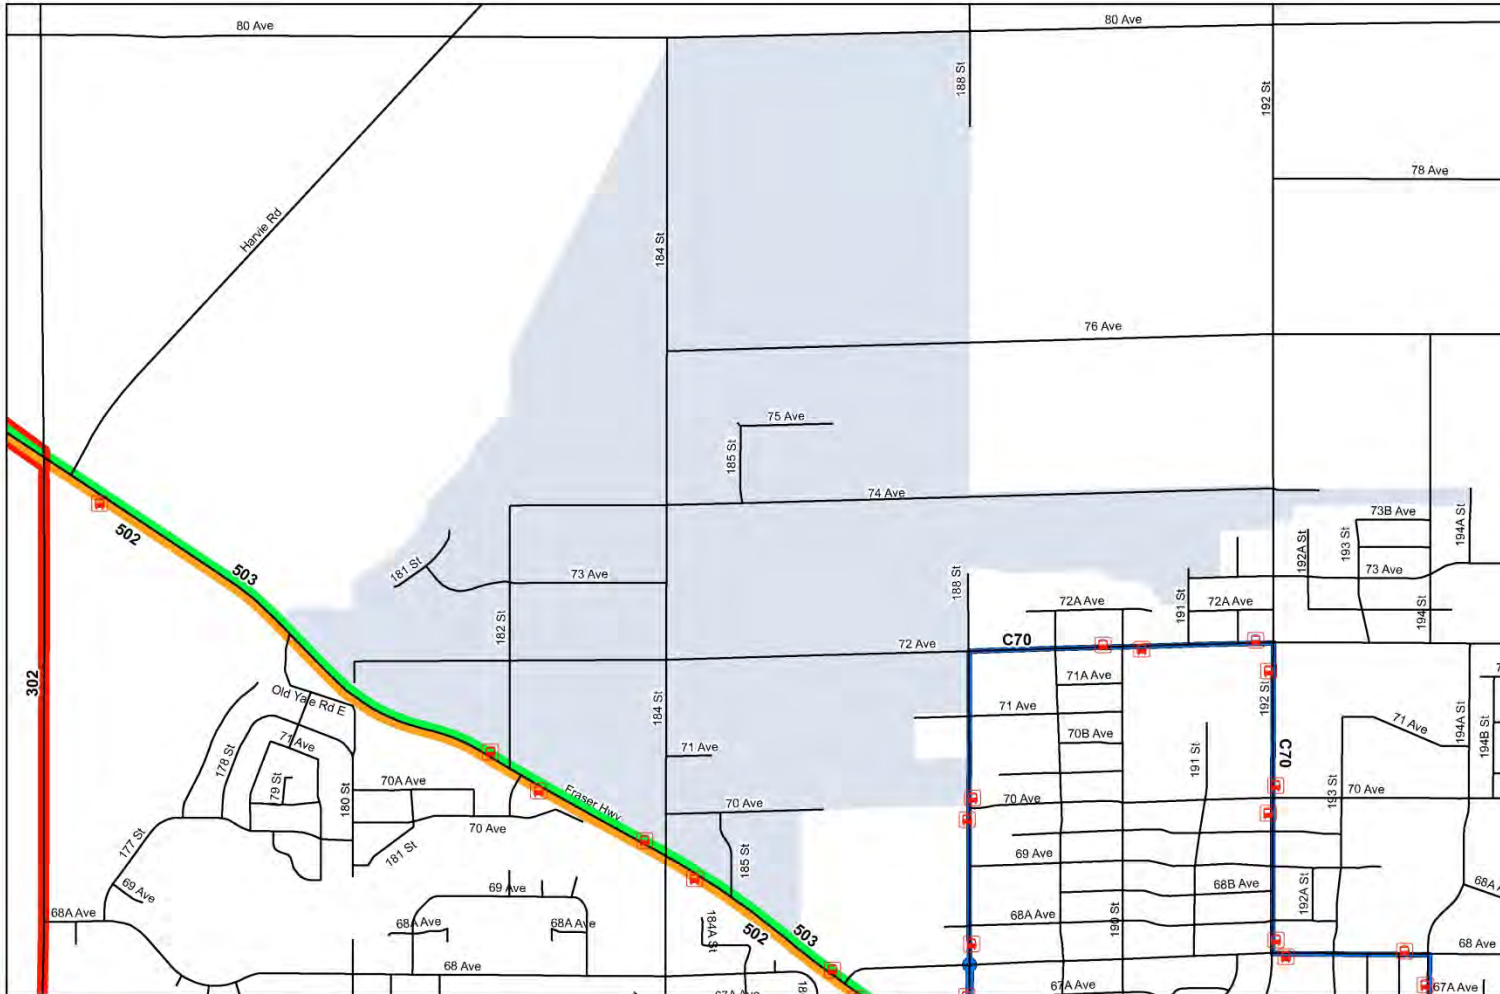 80 Ave
80 Ave
188 St
192 St
78 Ave
Harvie Rd
184 St
76 Ave
75 Ave
185 St
74 Ave
73B Ave
194A St
193 St
192A St
502
503
181 St
73 Ave
73 Ave
188 St
191 St
72A Ave
72A Ave
194 St
182 St
72 Ave
C70
302
71A Ave
192 St
Old Yale Rd E
184 St
71 Ave
71 Ave
194A St
194B St
70B Ave
71 Ave
178 St
71 Ave
C70
191 St
79 St
70A Ave
180 St
Fraser Hwy
70 Ave
70 Ave
193 St
70 Ave
70 Ave
177 St
181 St
185 St
69 Ave
69 Ave
69 Ave
68B Ave
192A St
68A
68A Ave
68A Ave
68A Ave
184A St
502
503
68A Ave
190 St
68 Ave
68 Ave
18
67A Ave
67A Ave